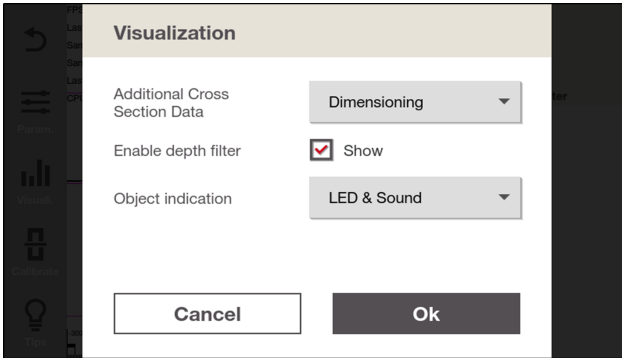 Visualization
Additional Cross
Section Data
Dimensioning
Enable depth filter
Show
Object indication
LED & Sound
Cancel
Ok
Param.
Visuali.
Calibrate
Tips